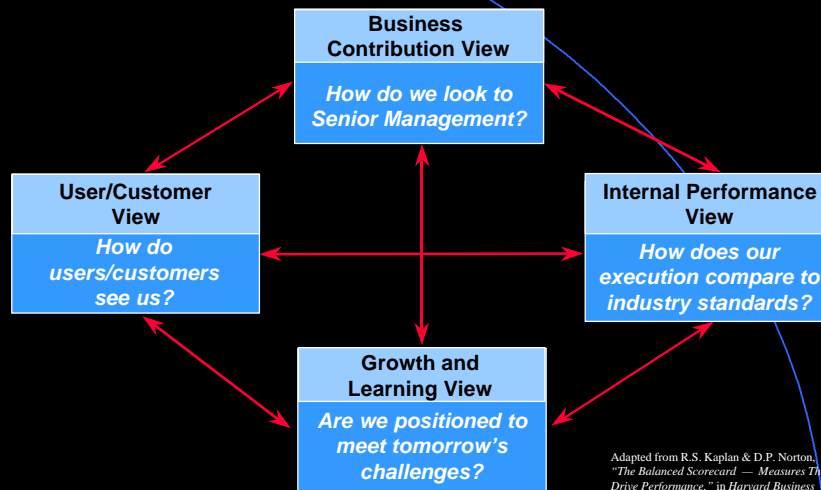 Business
Contribution View
How do we look to
Senior Management?
User/Customer
View
How do
users/customers
see us?
Internal Performance
View
How does our
execution compare to
industry standards?
Growth and
Learning View
Are we positioned to
meet tomorrow's
challenges?
Adapted from R.S. Kaplan & D.P. Norton,
"The Balanced Scorecard — Measures
Drive Performance," in Harvard Business